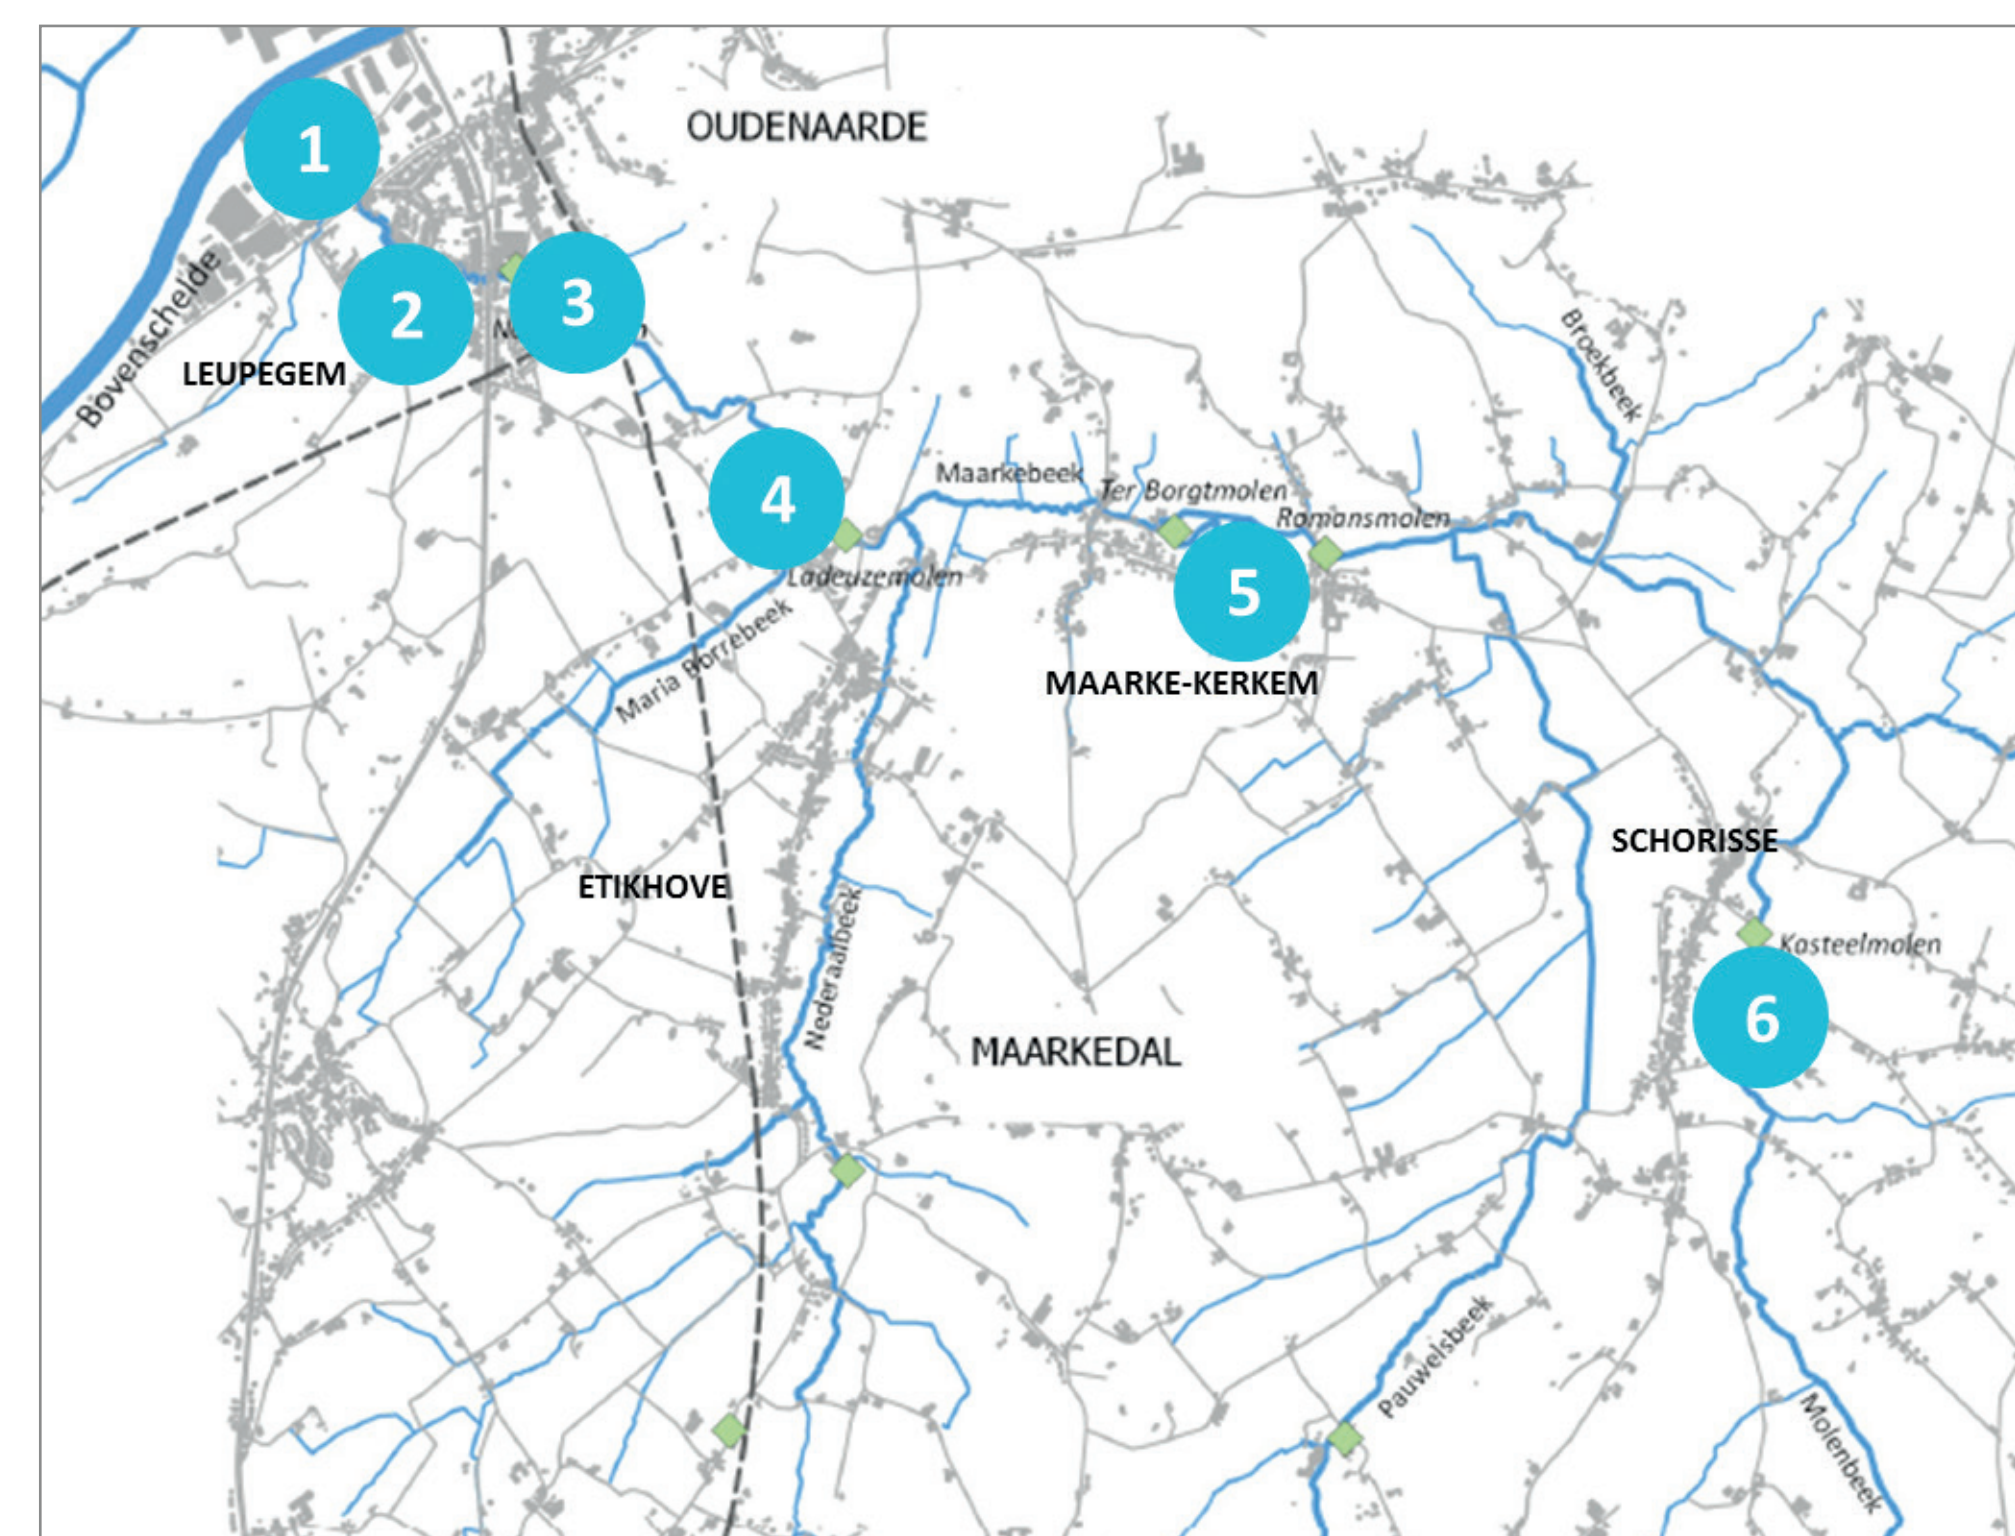 OUDENAARDE
1
2
3
Bovenschelde
LEUPEGEM
Broekbeek
4
Maarkebeek
Ter Borgtmolen
Romansmolen
Ladeuzemolen
5
Maria Borrebeek
MAARKE-KERKEM
SCHORISSE
ETIKHOVE
Nederaalbeek
Kasteelmolen
6
MAARKEDAL
Pauwelsbeek
Molenbeek